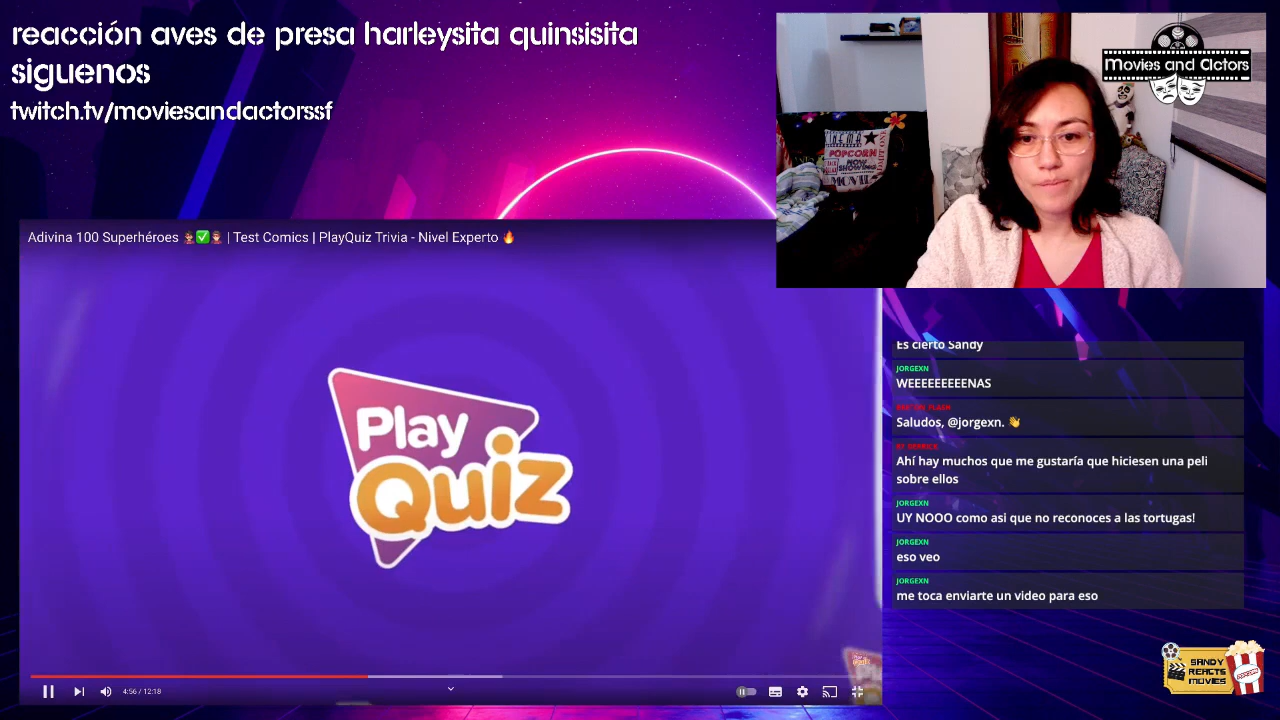 reacción aves de presa harleysita quinsisita
siguenos
twitch.tv/moviesandactorssf
Movies and Actors
POPCORN
NOW
SHOWING
MOVIE
Adivina 100 Superhéroes 🦸🏽✅🦸🏻 | Test Comics | PlayQuiz Trivia - Nivel Experto 🔥
Play
Quiz
4:56 / 12:18
Es cierto Sandy
JORGEXN
WEEEEEEEEENAS
Saludos, @jorgexn. 👋
Ahí hay muchos que me gustaría que hiciesen una peli
sobre ellos
JORGEXN
UY NOOO como asi que no reconoces a las tortugas!
JORGEXN
eso veo
JORGEXN
me toca enviarte un video para eso
SANDY
REACTS
MOVIES